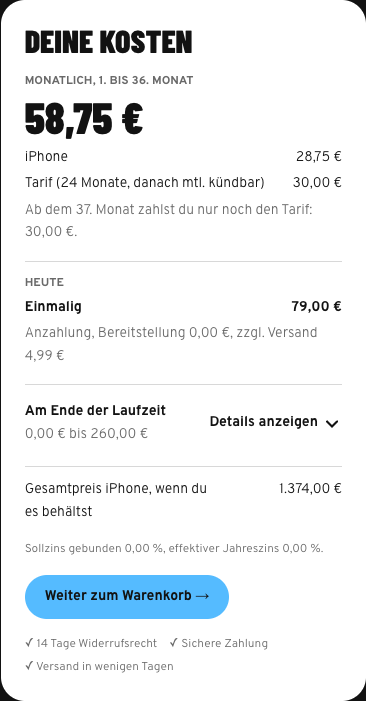 DEINE KOSTEN
MONATLICH, 1. BIS 36. MONAT
58,75 €
iPhone 28,75 €
Tarif (24 Monate, danach mtl. kündbar) 30,00 €
Ab dem 37. Monat zahlst du nur noch den Tarif:
30,00 €.
HEUTE
Einmalig 79,00 €
Anzahlung, Bereitstellung 0,00 €, zzgl. Versand
4,99 €
Am Ende der Laufzeit
0,00 € bis 260,00 €
Details anzeigen
Gesamtpreis iPhone, wenn du 1.374,00 €
es behältst
Sollzins gebunden 0,00 %, effektiver Jahreszins 0,00 %.
Weiter zum Warenkorb →
✓ 14 Tage Widerrufsrecht ✓ Sichere Zahlung
✓ Versand in wenigen Tagen